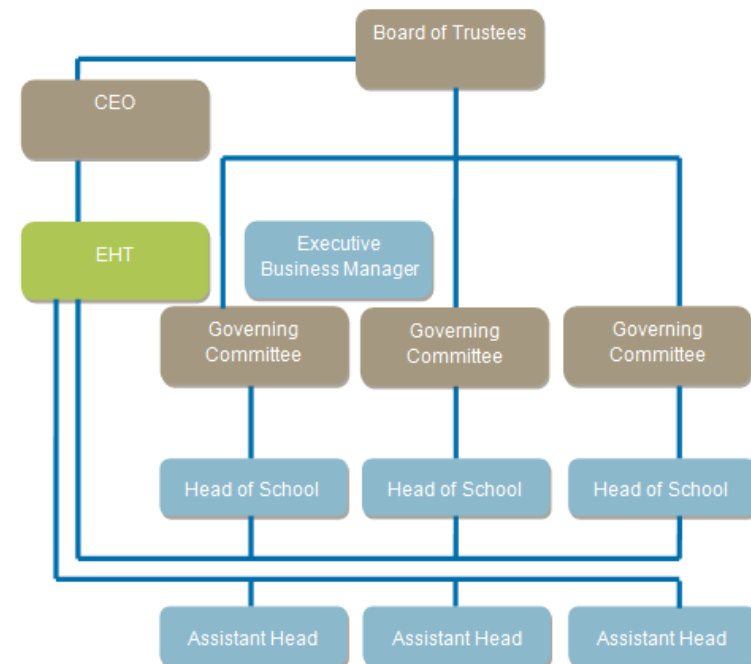 Board of Trustees
CEO
EHT
Executive
Business Manager
Governing
Committee
Governing
Committee
Governing
Committee
Head of School
Head of School
Head of School
Assistant Head
Assistant Head
Assistant Head